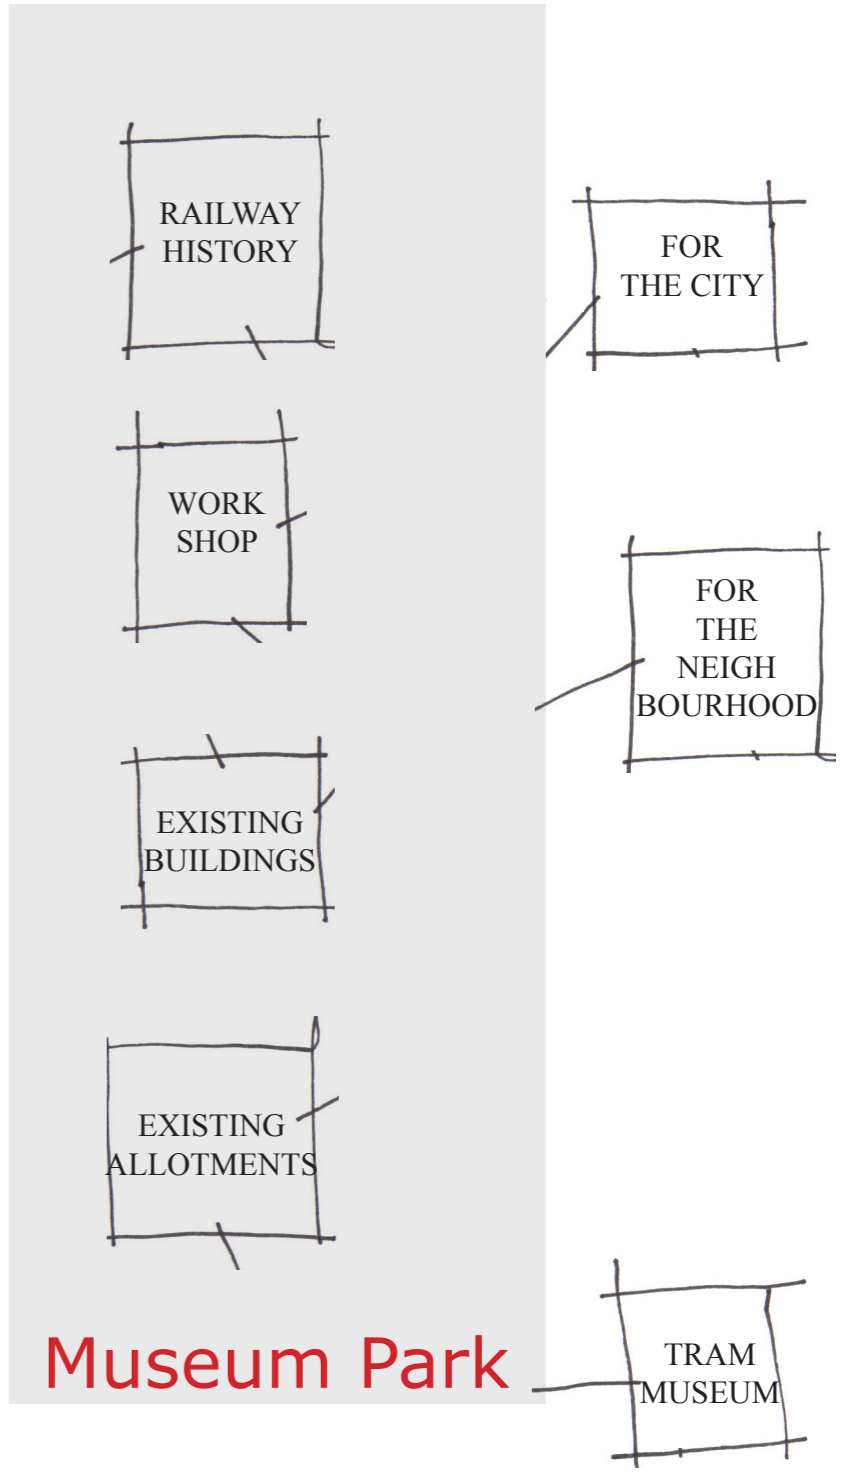 RAILWAY
HISTORY
FOR
THE CITY
WORK
SHOP
FOR
THE
NEIGH
BOURHOOD
EXISTING
BUILDINGS
EXISTING
ALLOTMENTS
Museum Park
TRAM
MUSEUM